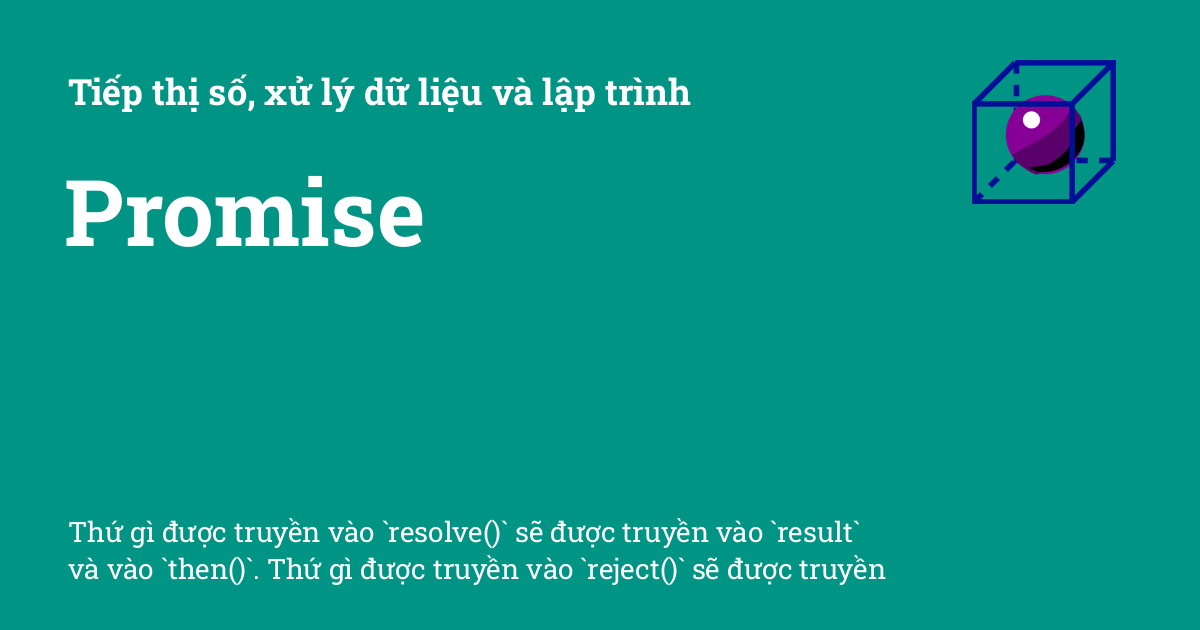 Tiếp thị số, xử lý dữ liệu và lập trình
Promise
Thứ gì được truyền vào `resolve()` sẽ được truyền vào `result`
và vào `then()`. Thứ gì được truyền vào `reject()` sẽ được truyền